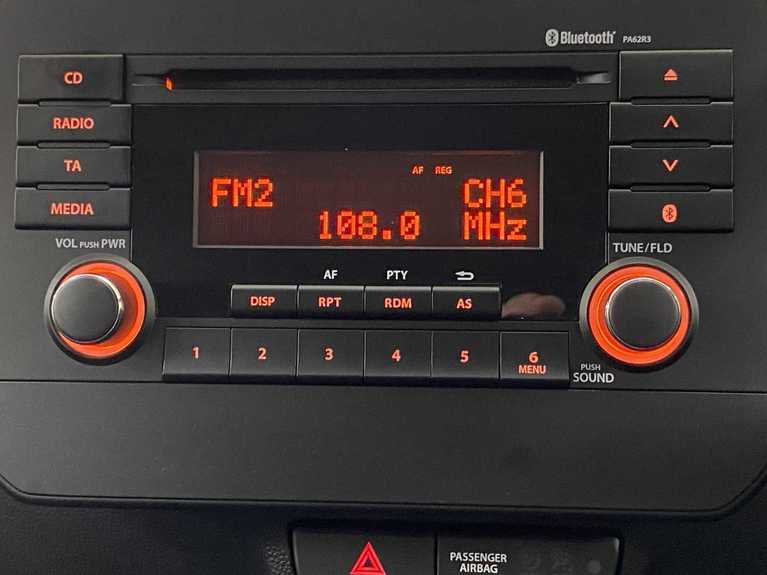 Bluetooth PA62R3
CD
RADIO
TA
MEDIA
AF REG
FM2 CH6
108.0 MHz
VOL PUSH PWR
TUNE/FLD
AF PTY
DISP RPT RDM AS
1 2 3 4 5 6
MENU
PUSH
SOUND
PASSENGER
AIRBAG